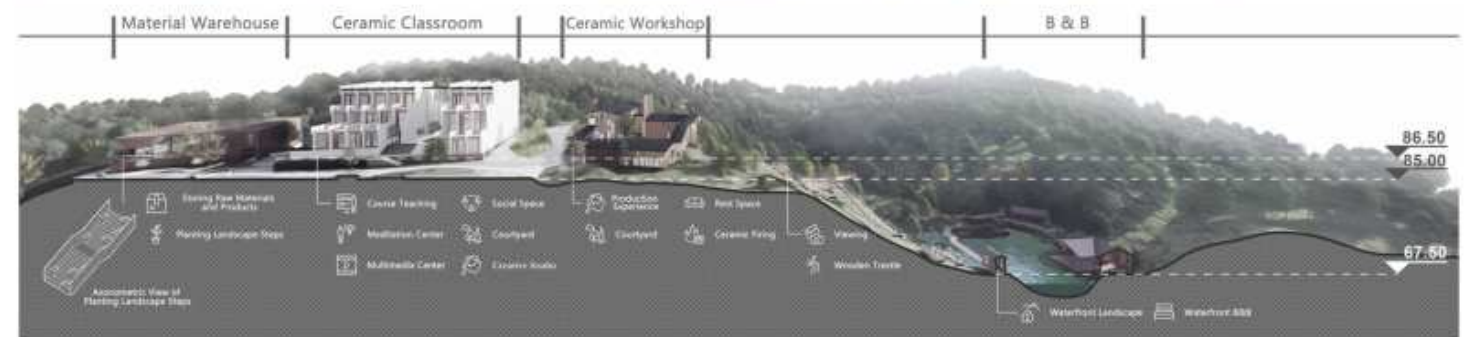 Material Warehouse
Ceramic Classroom
Ceramic Workshop
B & B
86.50
85.00
67.50
Storing Raw Materials
and Products
Planting Landscape Steps
Axonometric View of
Planting Landscape Steps
Course Teaching
Social Space
Meditation Center
Courtyard
Multimedia Center
Ceramic Studio
Production
Experience
Rest Space
Courtyard
Ceramic Firing
Viewing
Wooden Trestle
Waterfront Landscape
Waterfront B&B